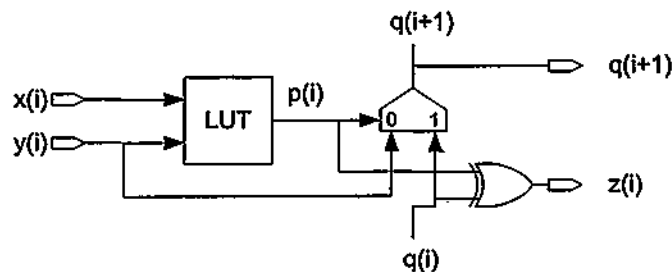 q(i+1)
q(i+1)
x(i)
p(i)
LUT
0 1
y(i)
z(i)
q(i)